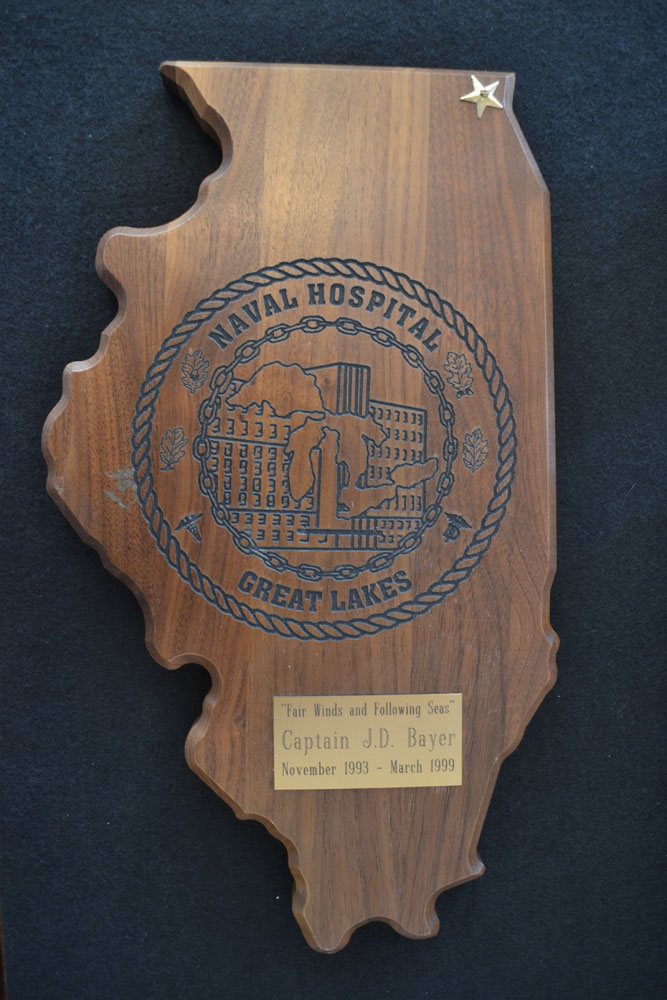 NAVAL HOSPITAL
GREAT LAKES
"Fair Winds and Following Seas"
Captain J.D. Bayer
November 1993 - March 1999